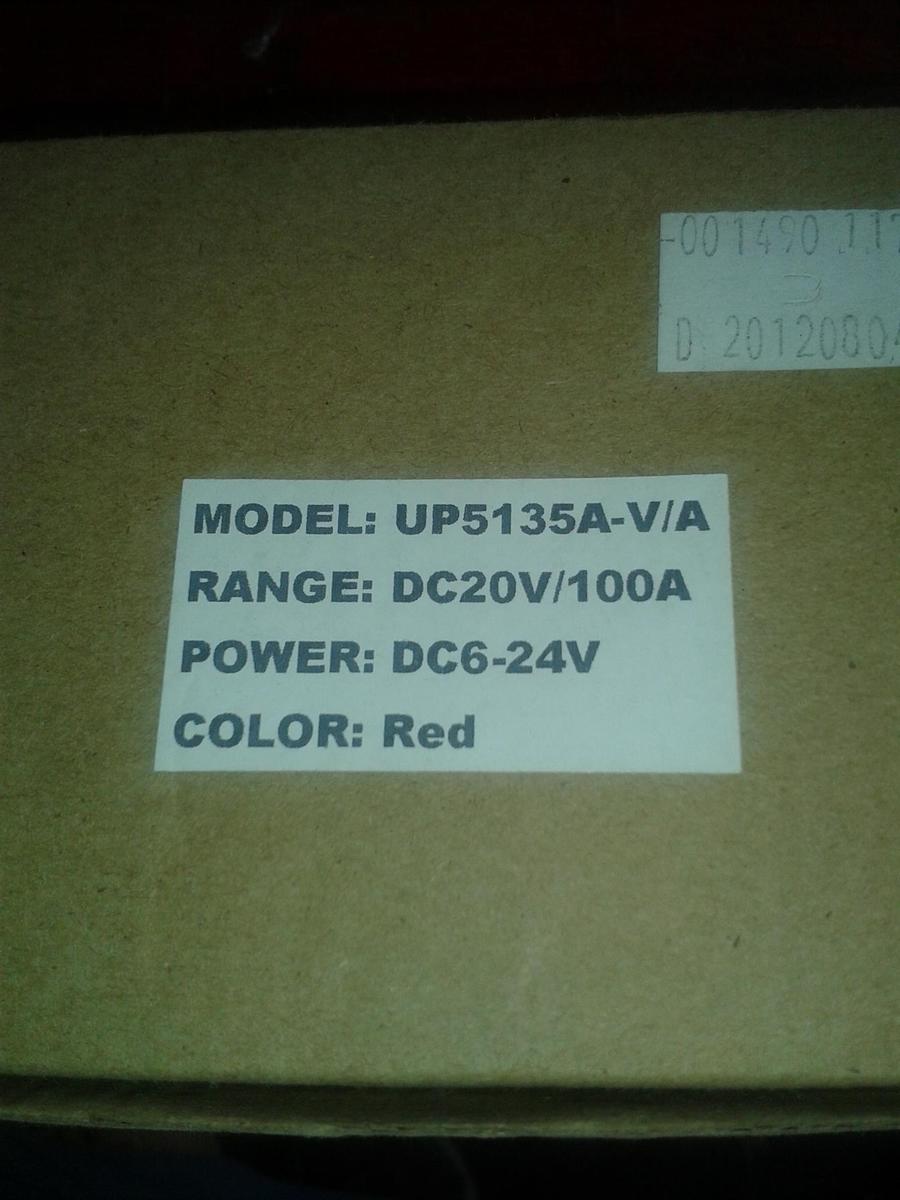 -001490
D 2012080
MODEL: UP5135A-V/A
RANGE: DC20V/100A
POWER: DC6-24V
COLOR: Red